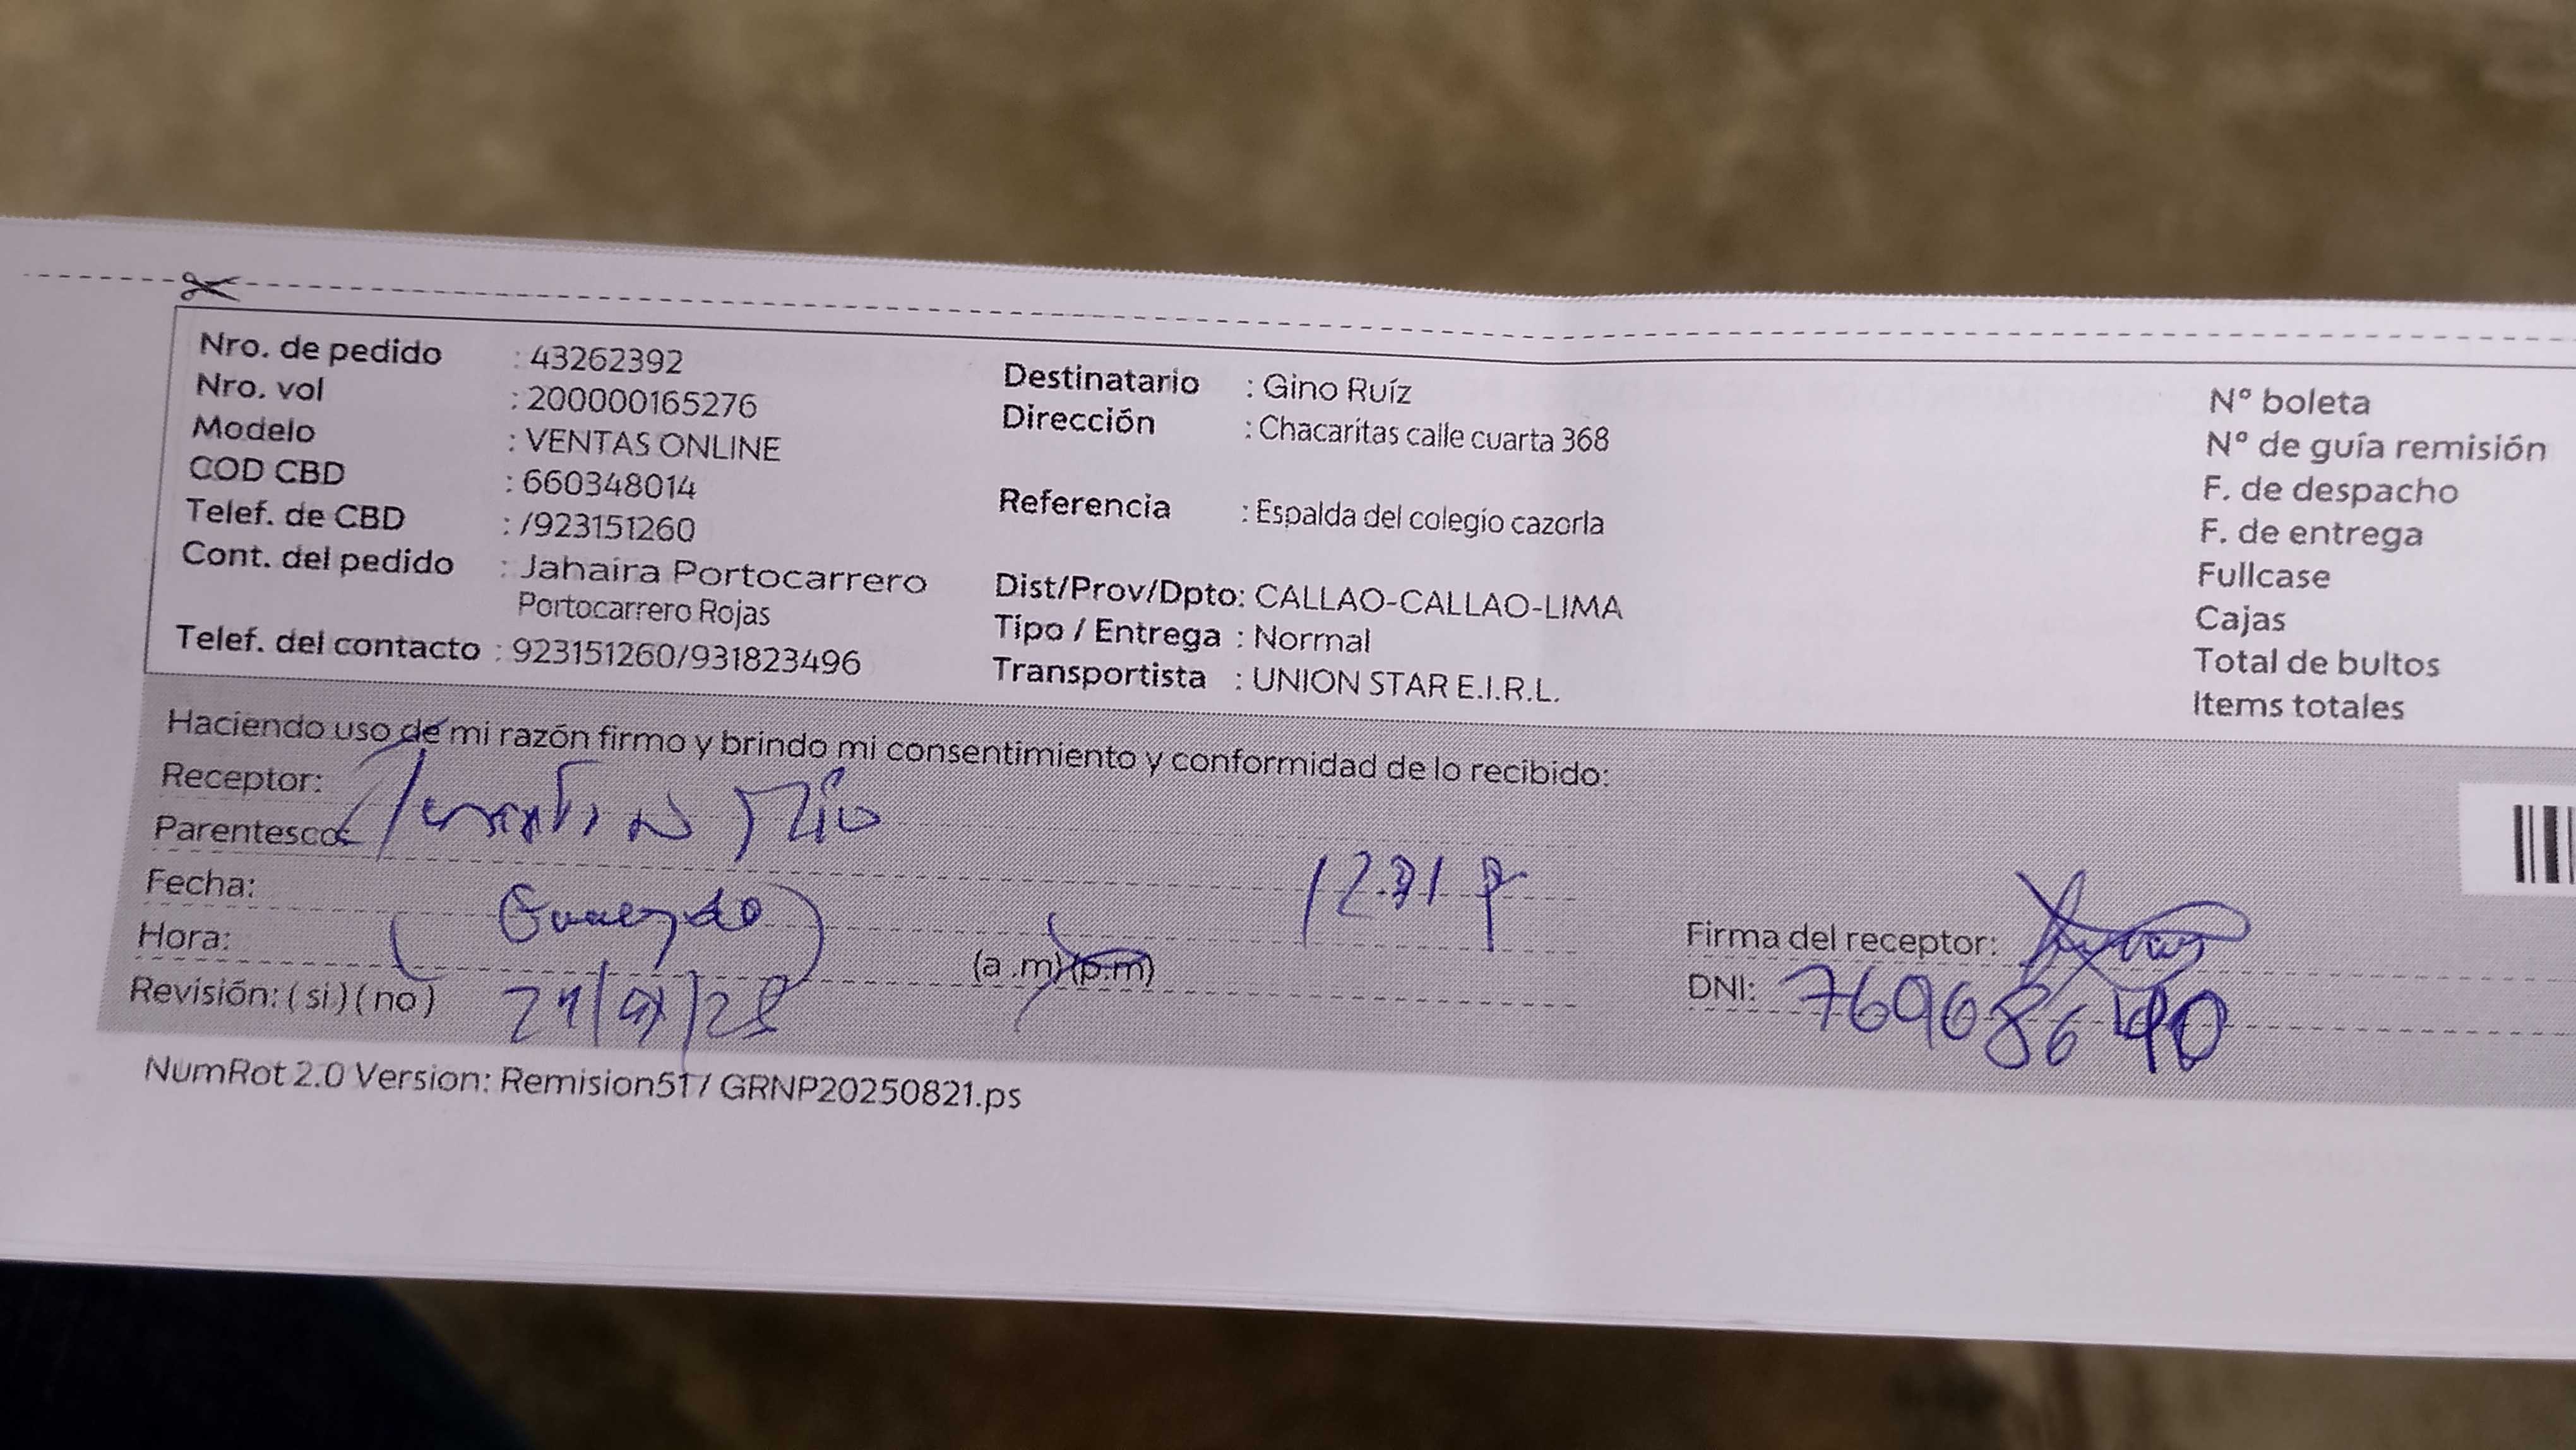 Nro. de pedido : 43262392
Nro. vol : 200000165276
Modelo : VENTAS ONLINE
COD CBD : 660348014
Telef. de CBD : /923151260
Cont. del pedido : Jahaira Portocarrero
Portocarrero Rojas
Telef. del contacto : 923151260/931823496
Destinatario : Gino Ruíz
Dirección : Chacaritas calle cuarta 368
Referencia : Espalda del colegio cazorla
Dist/Prov/Dpto: CALLAO-CALLAO-LIMA
Tipo / Entrega : Normal
Transportista : UNION STAR E.I.R.L.
N° boleta
N° de guía remisión
F. de despacho
F. de entrega
Fullcase
Cajas
Total de bultos
Items totales
Haciendo uso de mi razón firmo y brindo mi consentimiento y conformidad de lo recibido:
Receptor:
Parentesco:
Fecha:
Hora: (a .m) (p.m)
Revisión: ( si ) ( no )
Firma del receptor:
DNI: 76968640
NumRot 2.0 Version: Remision517 GRNP20250821.ps